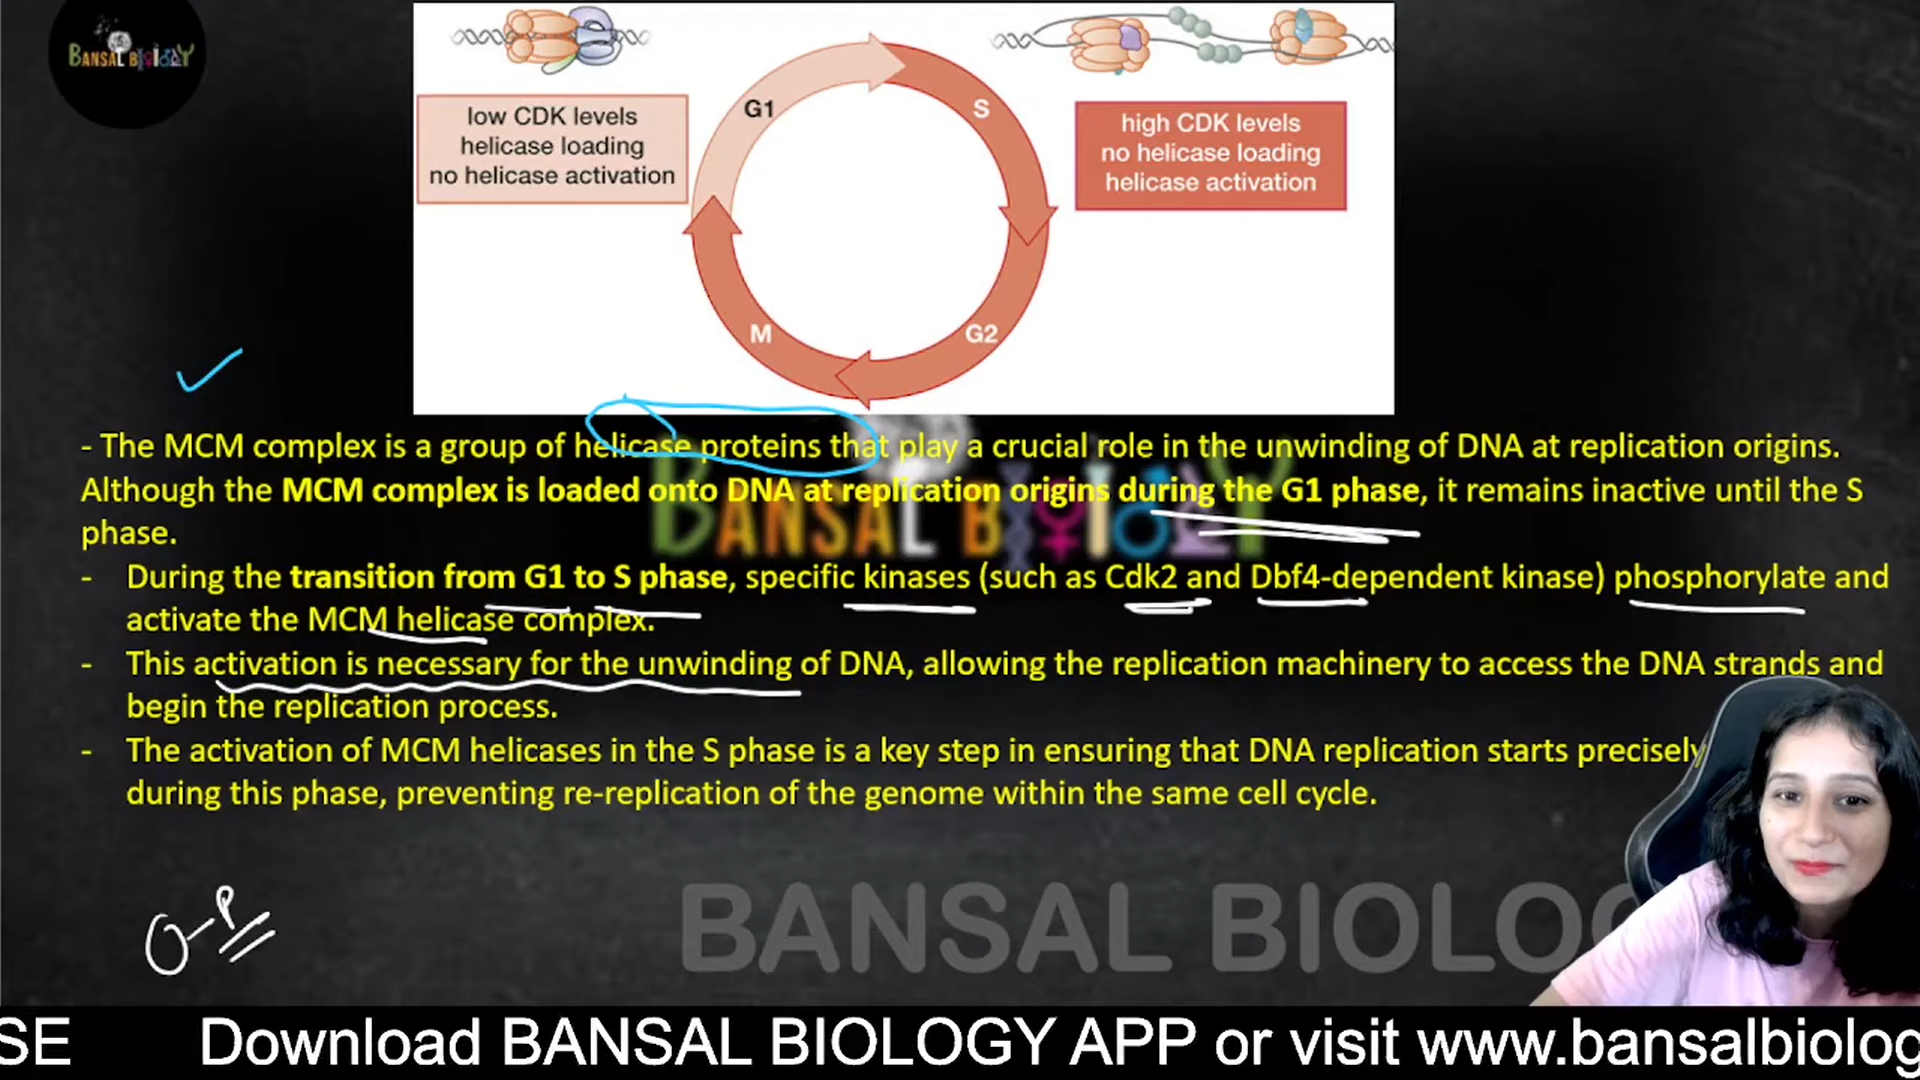 BANSAL BIOLOGY
low CDK levels
helicase loading
no helicase activation
G1
S
high CDK levels
no helicase loading
helicase activation
M
G2
- The MCM complex is a group of helicase proteins that play a crucial role in the unwinding of DNA at replication origins.
Although the MCM complex is loaded onto DNA at replication origins during the G1 phase, it remains inactive until the S
phase.
- During the transition from G1 to S phase, specific kinases (such as Cdk2 and Dbf4-dependent kinase) phosphorylate and
activate the MCM helicase complex.
- This activation is necessary for the unwinding of DNA, allowing the replication machinery to access the DNA strands and
begin the replication process.
- The activation of MCM helicases in the S phase is a key step in ensuring that DNA replication starts precisely
during this phase, preventing re-replication of the genome within the same cell cycle.
BANSAL BIOLOGY
BANSAL BIOLO
SE Download BANSAL BIOLOGY APP or visit www.bansalbiolog